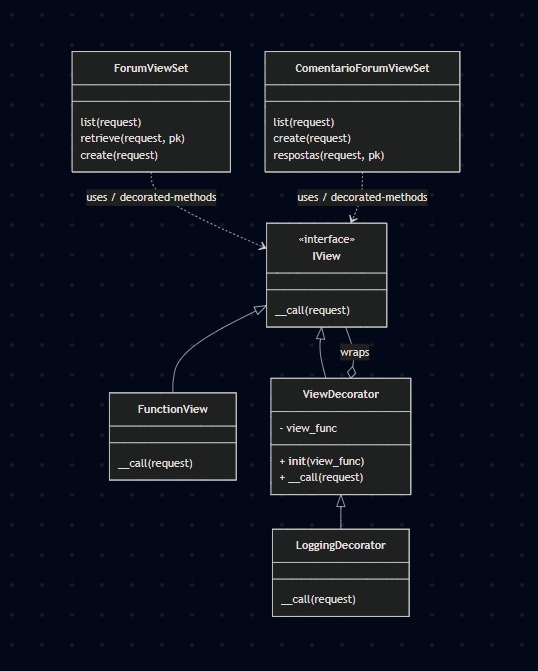 ForumViewSet
list(request)
retrieve(request, pk)
create(request)
ComentarioForumViewSet
list(request)
create(request)
respostas(request, pk)
uses / decorated-methods
uses / decorated-methods
«interface»
IView
__call(request)
wraps
FunctionView
__call(request)
ViewDecorator
- view_func
+ init(view_func)
+ __call(request)
LoggingDecorator
__call(request)